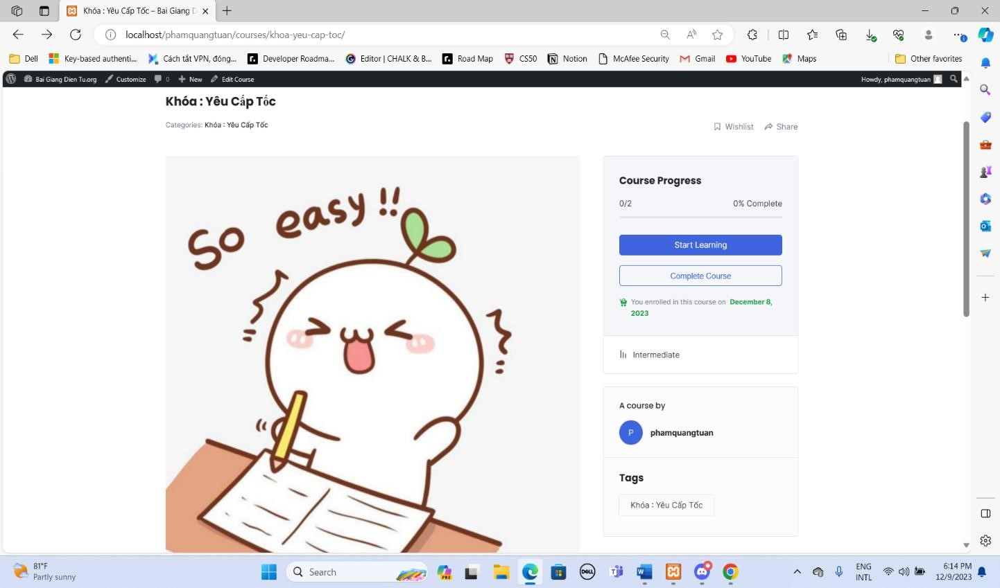 Khóa : Yêu Cấp Tốc – Bai Giang D
localhost/phamquangtuan/courses/khoa-yeu-cap-toc/
Dell
Key-based authenti...
Cách tắt VPN, đóng...
Developer Roadma...
Editor | CHALK & B...
Road Map
CS50
Notion
McAfee Security
Gmail
YouTube
Maps
Other favorites
Bai Giang Dien Tu.org
Customize
0
New
Edit Course
Howdy, phamquangtuan
Khóa : Yêu Cấp Tốc
Categories: Khóa : Yêu Cấp Tốc
Wishlist
Share
So easy !!
Course Progress
0/2
0% Complete
Start Learning
Complete Course
You enrolled in this course on December 8,
2023
Intermediate
A course by
P
phamquangtuan
Tags
Khóa : Yêu Cấp Tốc
81°F
Partly sunny
Search
PRE
DELL
ENG
INTL
6:14 PM
12/9/2023